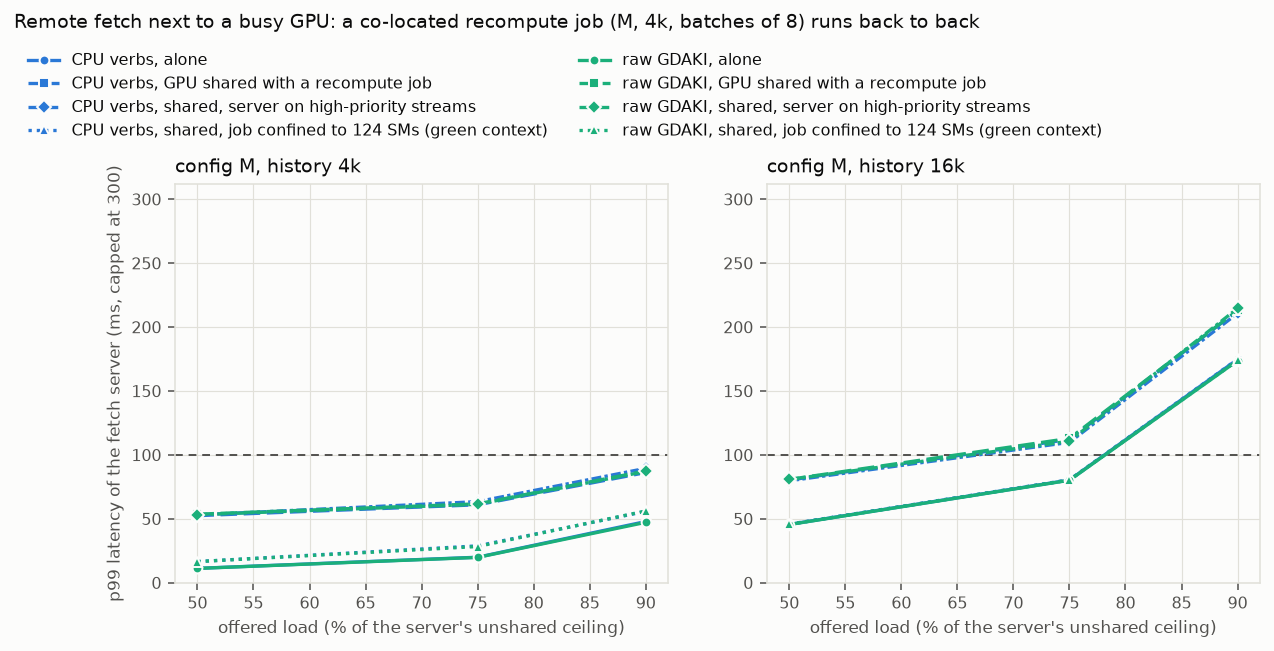 Remote fetch next to a busy GPU: a co-located recompute job (M, 4k, batches of 8) runs back to back
CPU verbs, alone
CPU verbs, GPU shared with a recompute job
CPU verbs, shared, server on high-priority streams
CPU verbs, shared, job confined to 124 SMs (green context)
raw GDAKI, alone
raw GDAKI, GPU shared with a recompute job
raw GDAKI, shared, server on high-priority streams
raw GDAKI, shared, job confined to 124 SMs (green context)
config M, history 4k
p99 latency of the fetch server (ms, capped at 300)
300
250
200
150
100
50
0
50 55 60 65 70 75 80 85 90
offered load (% of the server's unshared ceiling)
config M, history 16k
300
250
200
150
100
50
0
50 55 60 65 70 75 80 85 90
offered load (% of the server's unshared ceiling)